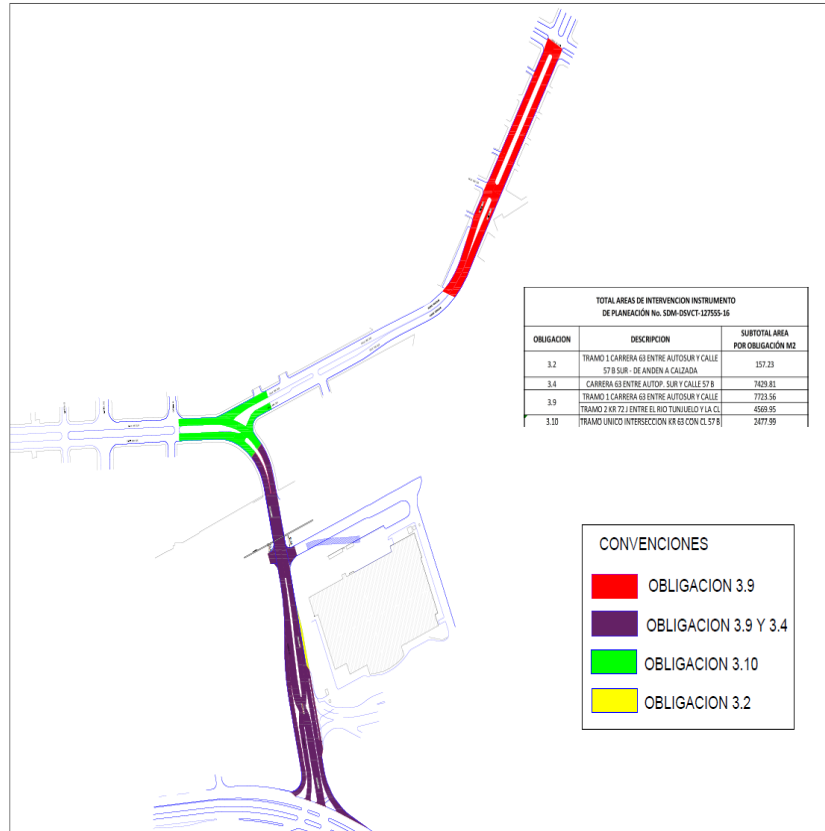 TOTAL AREAS DE INTERVENCION INSTRUMENTO
DE PLANEACIÓN No. SDM-DSVCT-127555-16
OBLIGACION DESCRIPCION SUBTOTAL AREA
POR OBLIGACIÓN M2
3.2 TRAMO 1 CARRERA 63 ENTRE AUTOSUR Y CALLE
57 B SUR - DE ANDEN A CALZADA 157.23
3.4 CARRERA 63 ENTRE AUTOP. SUR Y CALLE 57 B 7429.81
3.9 TRAMO 1 CARRERA 63 ENTRE AUTOSUR Y CALLE 7723.56
TRAMO 2 KR 72 J ENTRE EL RIO TUNJUELO Y LA CL 4569.95
3.10 TRAMO UNICO INTERSECCION KR 63 CON CL 57 B 2477.99
CONVENCIONES
OBLIGACION 3.9
OBLIGACION 3.9 Y 3.4
OBLIGACION 3.10
OBLIGACION 3.2